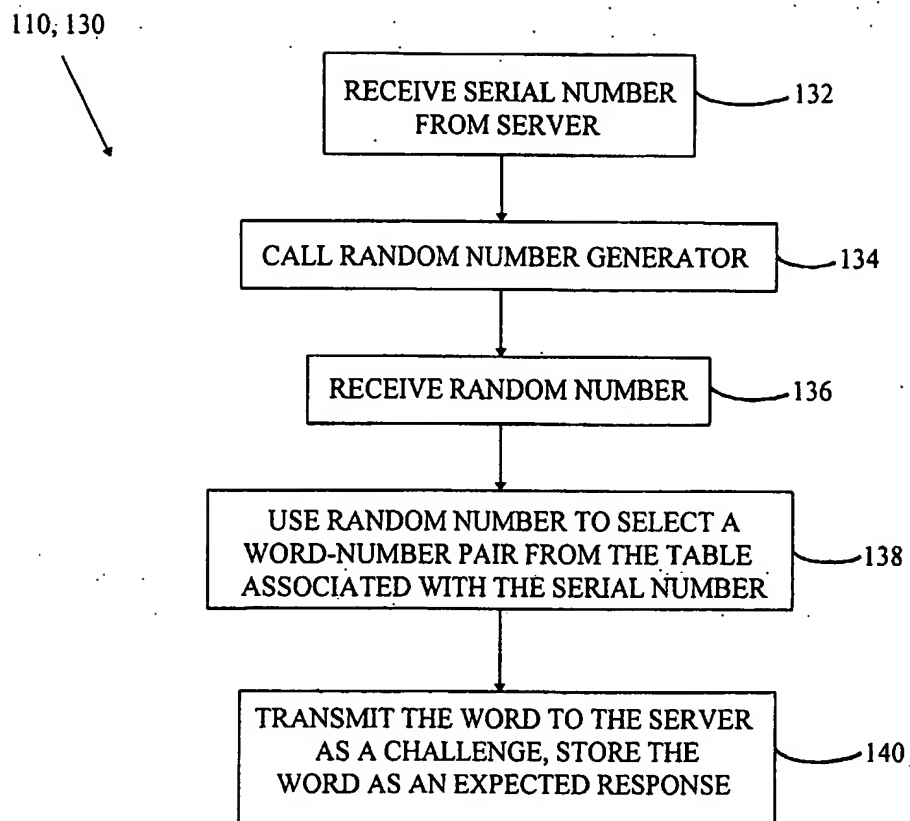 110, 130
RECEIVE SERIAL NUMBER
FROM SERVER
132
CALL RANDOM NUMBER GENERATOR
134
RECEIVE RANDOM NUMBER
136
USE RANDOM NUMBER TO SELECT A
WORD-NUMBER PAIR FROM THE TABLE
ASSOCIATED WITH THE SERIAL NUMBER
138
TRANSMIT THE WORD TO THE SERVER
AS A CHALLENGE, STORE THE
WORD AS AN EXPECTED RESPONSE
140